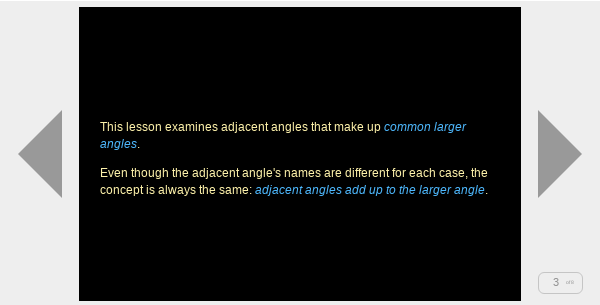 This lesson examines adjacent angles that make up common larger
angles.
Even though the adjacent angle's names are different for each case, the
concept is always the same: adjacent angles add up to the larger angle.
3